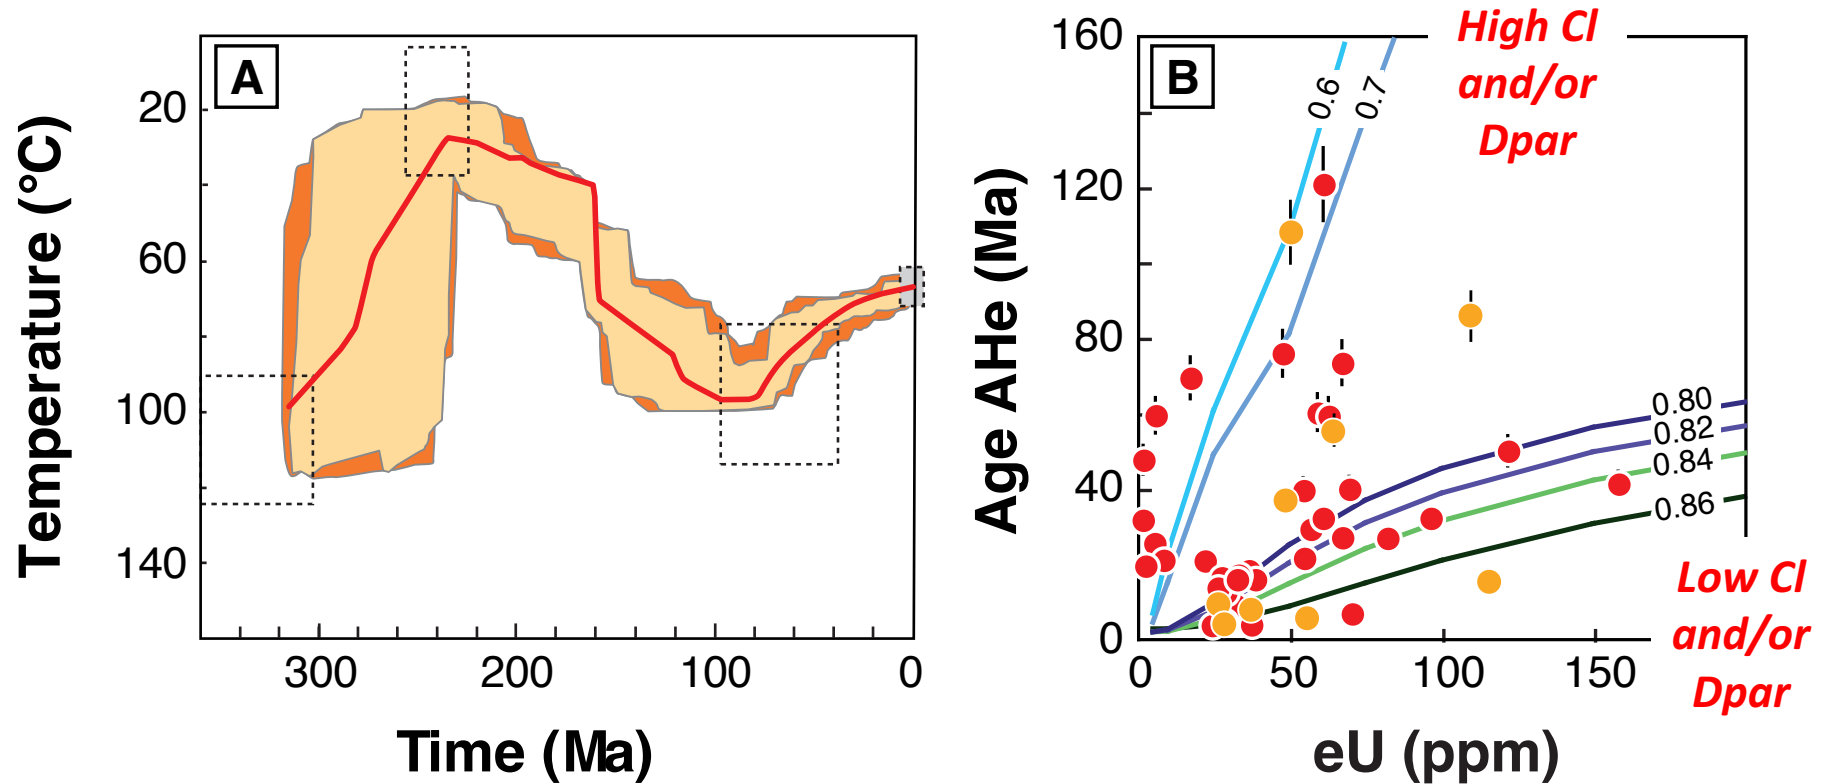 A
20
60
100
140
300
200
100
0
Temperature (°C)
Time (Ma)
B
High Cl
and/or
Dpar
160
120
80
40
0
0
50
100
150
0.6
0.7
0.80
0.82
0.84
0.86
Low Cl
and/or
Dpar
Age AHe (Ma)
eU (ppm)